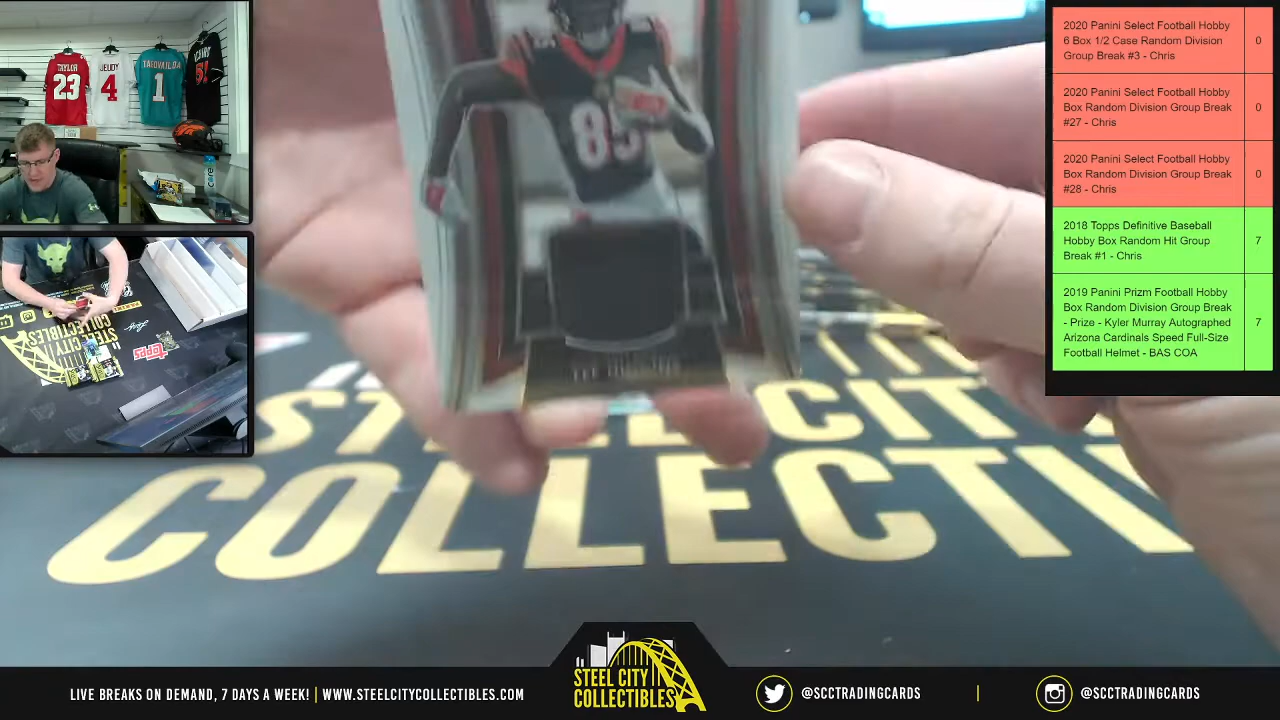 TAYLOR
23
JEUDY
4
TAGOVAILOA
1
51
2020 Panini Select Football Hobby
6 Box 1/2 Case Random Division
Group Break #3 - Chris
0
2020 Panini Select Football Hobby
Box Random Division Group Break
#27 - Chris
0
2020 Panini Select Football Hobby
Box Random Division Group Break
#28 - Chris
0
2018 Topps Definitive Baseball
Hobby Box Random Hit Group
Break #1 - Chris
7
2019 Panini Prizm Football Hobby
Box Random Division Group Break
- Prize - Kyler Murray Autographed
Arizona Cardinals Speed Full-Size
Football Helmet - BAS COA
7
85
COLLECTI
STEEL CITY
COLLECTIBLES
TOPPS
LIVE BREAKS ON DEMAND, 7 DAYS A WEEK! | WWW.STEELCITYCOLLECTIBLES.COM
STEEL CITY
COLLECTIBLES
@SCCTRADINGCARDS | @SCCTRADINGCARDS